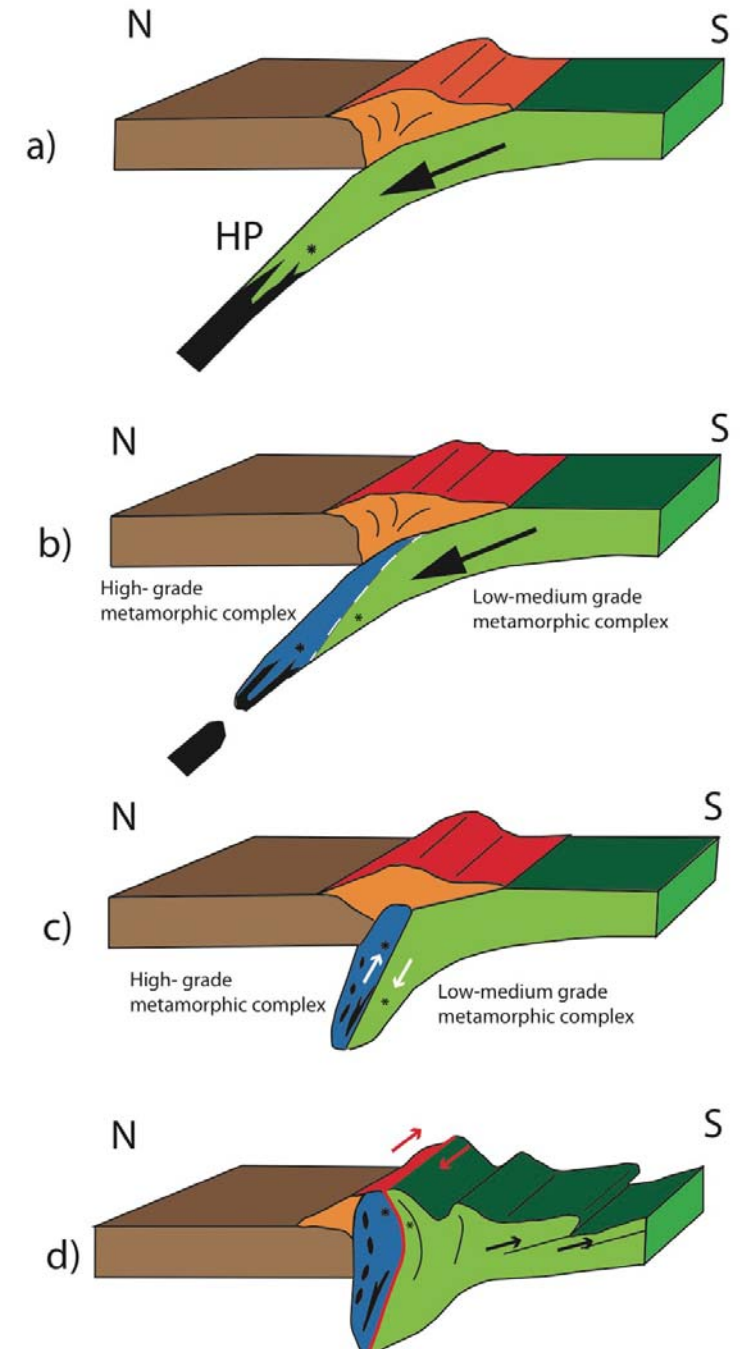 N
S
a)
HP
*
N
S
b)
High- grade
metamorphic complex
Low-medium grade
metamorphic complex
*
*
N
S
c)
High- grade
metamorphic complex
Low-medium grade
metamorphic complex
*
*
N
S
d)
*
*